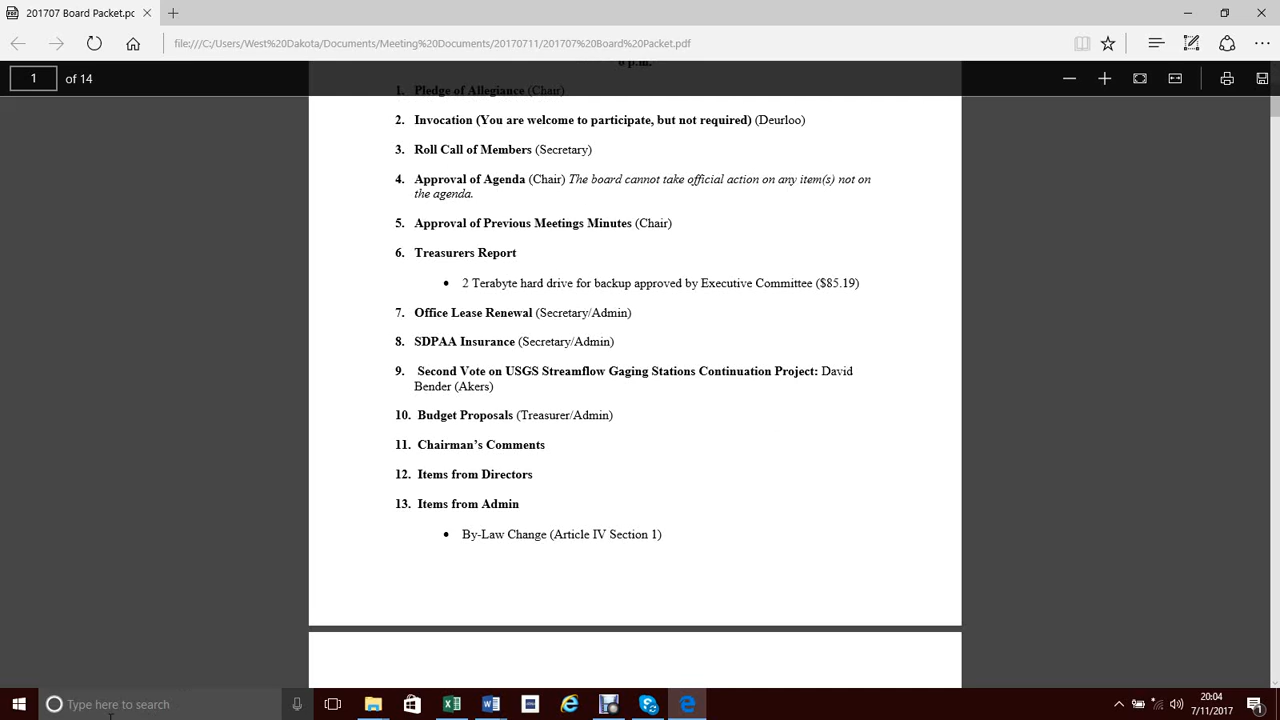 201707 Board Packet.pc
file:///C:/Users/West%20Dakota/Documents/Meeting%20Documents/20170711/201707%20Board%20Packet.pdf
6 p.m.
1 of 14
1. Pledge of Allegiance (Chair)
2. Invocation (You are welcome to participate, but not required) (Deurloo)
3. Roll Call of Members (Secretary)
4. Approval of Agenda (Chair) The board cannot take official action on any item(s) not on
the agenda.
5. Approval of Previous Meetings Minutes (Chair)
6. Treasurers Report
• 2 Terabyte hard drive for backup approved by Executive Committee ($85.19)
7. Office Lease Renewal (Secretary/Admin)
8. SDPAA Insurance (Secretary/Admin)
9. Second Vote on USGS Streamflow Gaging Stations Continuation Project: David
Bender (Akers)
10. Budget Proposals (Treasurer/Admin)
11. Chairman’s Comments
12. Items from Directors
13. Items from Admin
• By-Law Change (Article IV Section 1)
Type here to search
20:04
7/11/2017